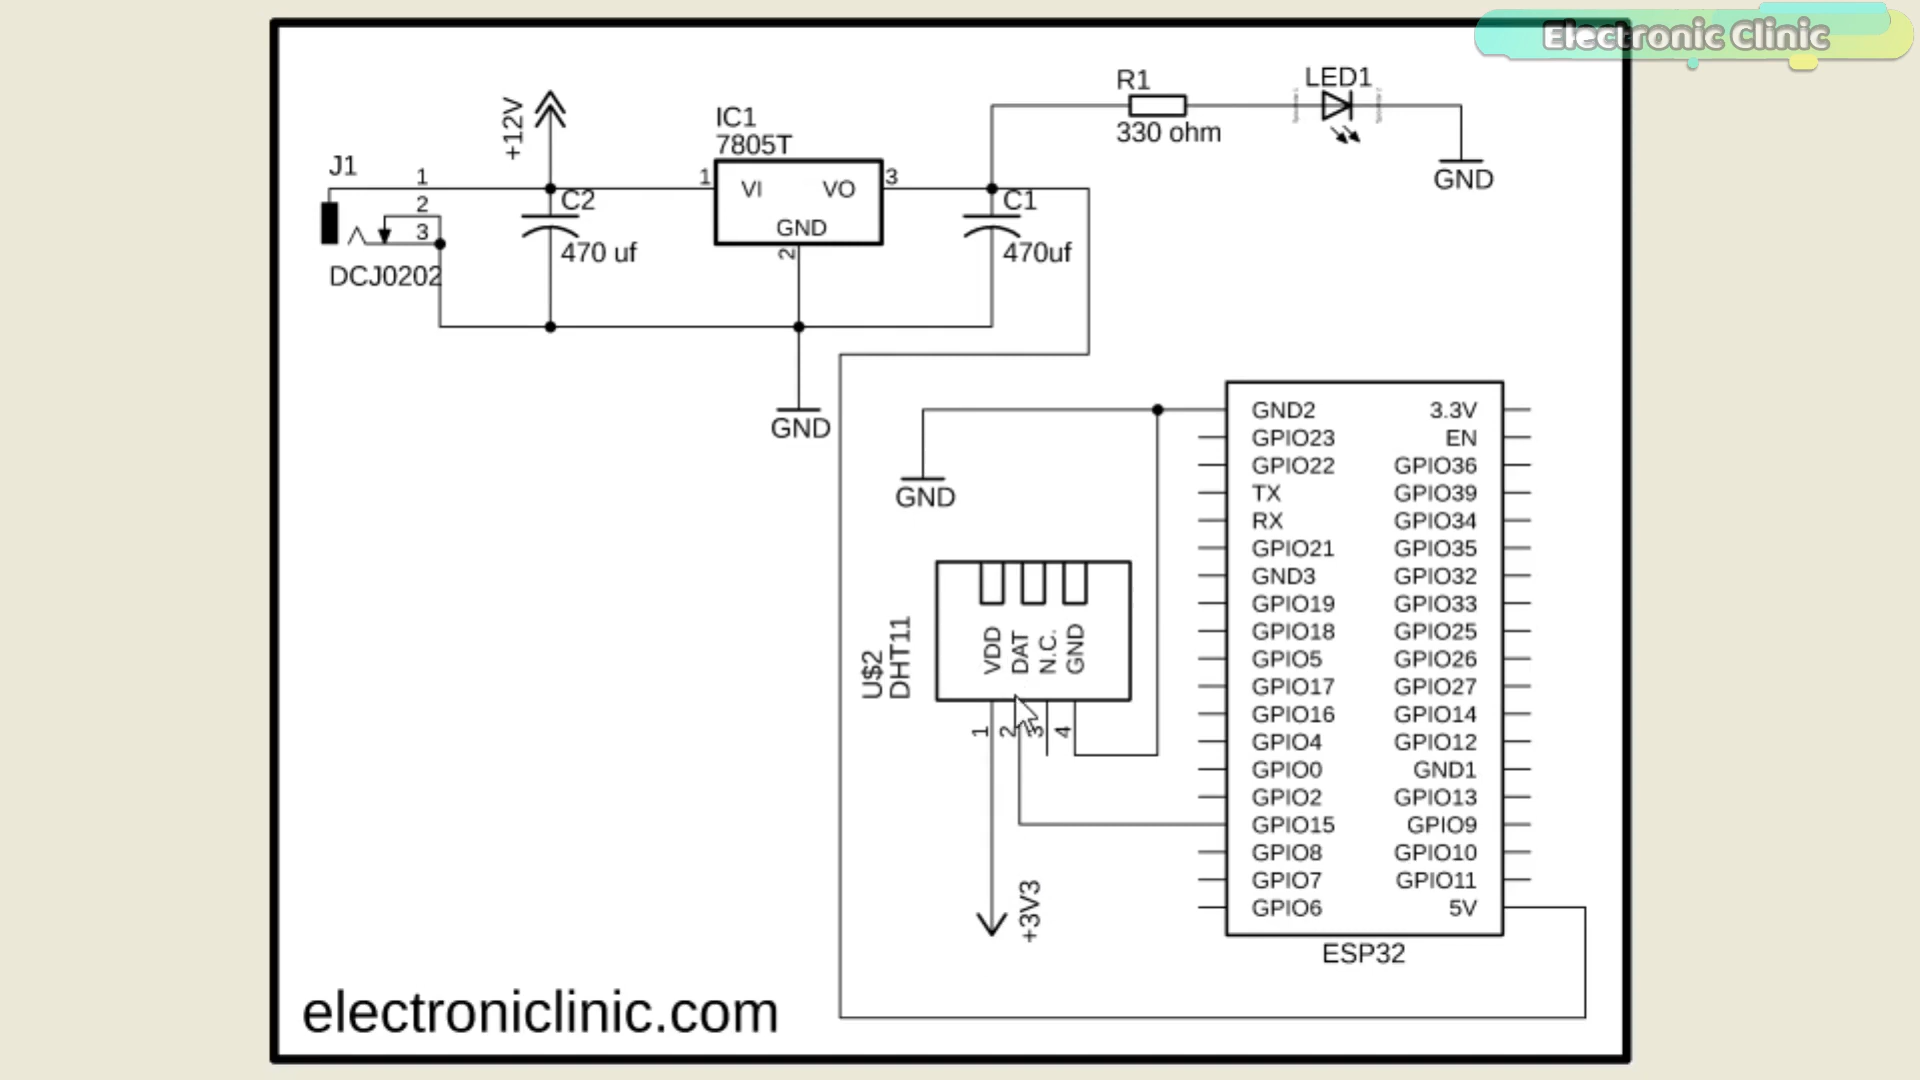 Electronic Clinic
+12V
J1
1
2
3
DCJ0202
C2
470 uf
IC1
7805T
1
VI
VO
3
GND
2
C1
470uf
R1
330 ohm
LED1
GND
GND
GND
U$2
DHT11
VDD
DAT
N.C.
GND
1
2
3
4
+3V3
GND2 3.3V
GPIO23 EN
GPIO22 GPIO36
TX GPIO39
RX GPIO34
GPIO21 GPIO35
GND3 GPIO32
GPIO19 GPIO33
GPIO18 GPIO25
GPIO5 GPIO26
GPIO17 GPIO27
GPIO16 GPIO14
GPIO4 GPIO12
GPIO0 GND1
GPIO2 GPIO13
GPIO15 GPIO9
GPIO8 GPIO10
GPIO7 GPIO11
GPIO6 5V
ESP32
electroniclinic.com